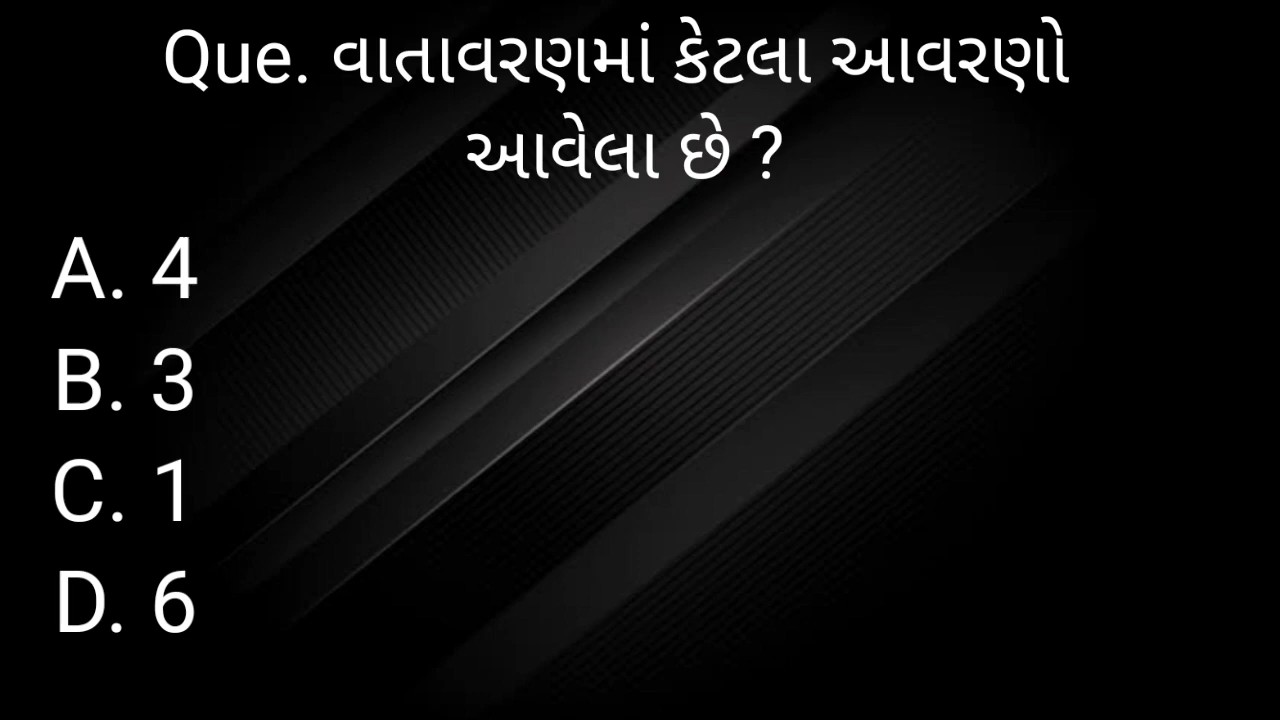 Que. વાતાવરણમાં કેટલા આવરણો
આવેલા છે ?
A. 4
B. 3
C. 1
D. 6